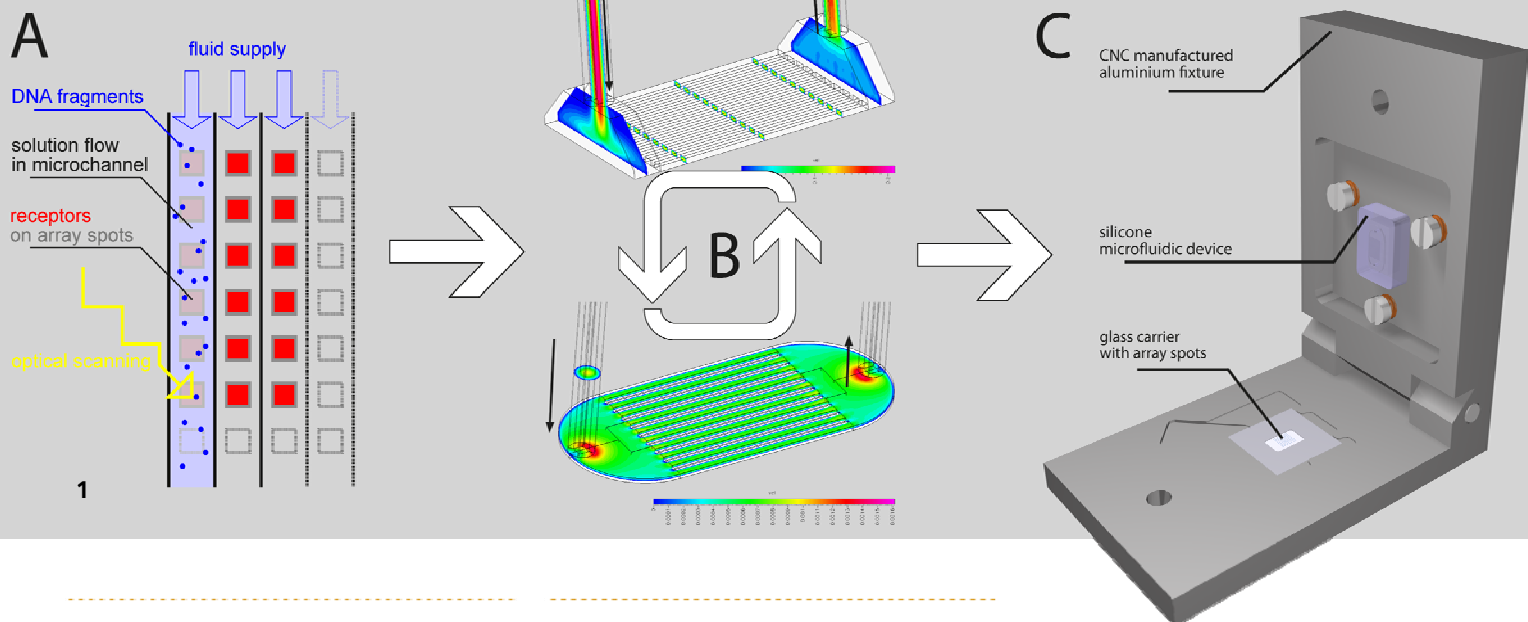 A
fluid supply
DNA fragments
solution flow
in microchannel
receptors
on array spots
optical scanning
1
B
C
CNC manufactured
aluminium fixture
silicone
microfluidic device
glass carrier
with array spots